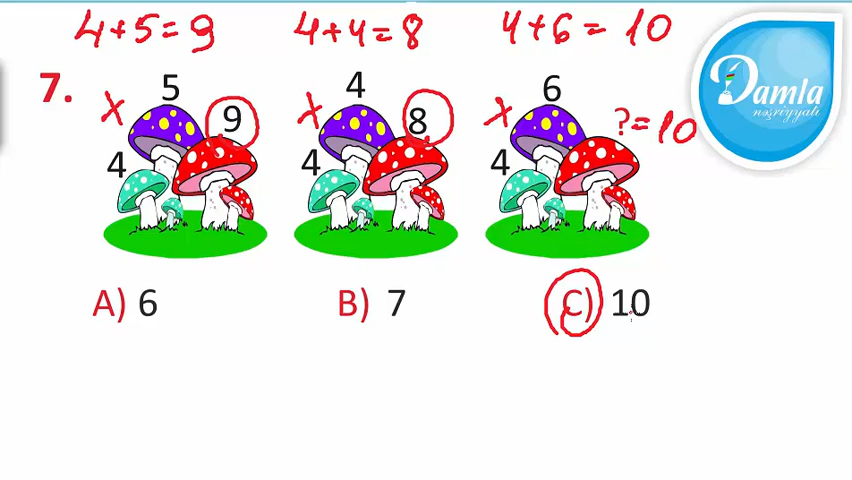 4+5=9 4+4=8 4+6=10
7. x 5 9 x 4 8 x 6 ?=10
4 4 4
A) 6 B) 7 C) 10
Damla
nəşriyyatı